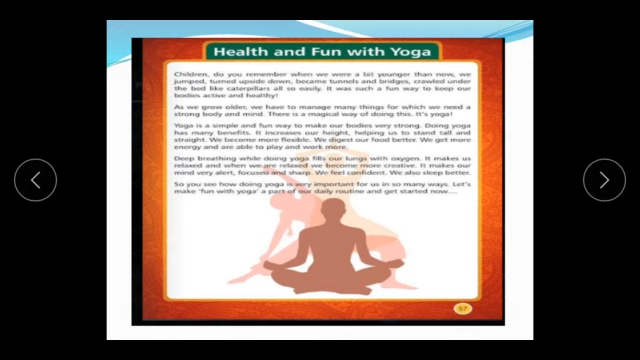 Health and Fun with Yoga
Children, do you remember when we were a bit younger than now, we
jumped, turned upside down, became tunnels and bridges, crawled under
the bed like caterpillars all so easily. It was such a fun way to keep our
bodies active and healthy!
As we grow older, we have to manage many things for which we need a
strong body and mind. There is a magical way of doing this. It's yoga!
Yoga is a simple and fun way to make our bodies very strong. Doing yoga
has many benefits. It increases our height, helping us to stand tall and
straight. We become more flexible. We digest our food better. We get more
energy and are able to play and work more.
Deep breathing while doing yoga fills our lungs with oxygen. It makes us
relaxed and when we are relaxed we become more creative. It makes our
mind very alert, focused and sharp. We feel confident. We also sleep better.
So you see how doing yoga is very important for us in so many ways. Let's
make 'fun with yoga' a part of our daily routine and get started now....
57